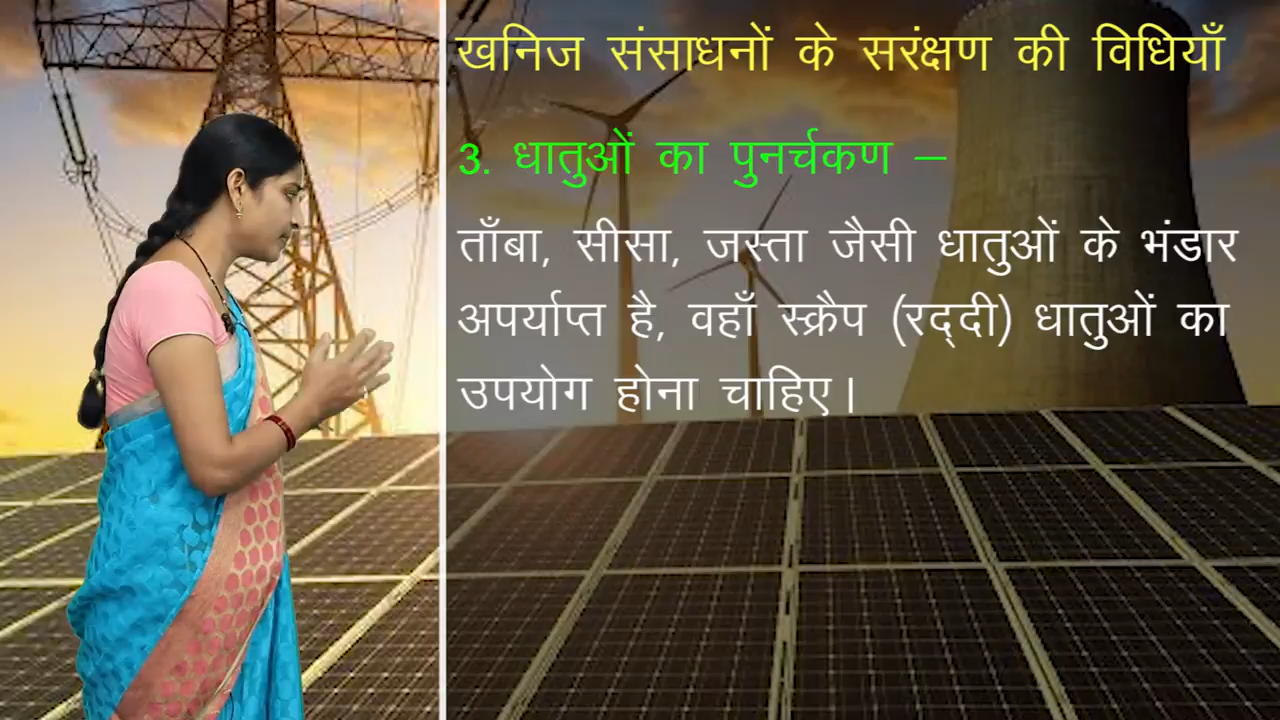 खनिज संसाधनों के सरंक्षण की विधियाँ
3. धातुओं का पुनर्चकण –
ताँबा, सीसा, जस्ता जैसी धातुओं के भंडार
अपर्याप्त है, वहाँ स्क्रैप (रद्दी) धातुओं का
उपयोग होना चाहिए।